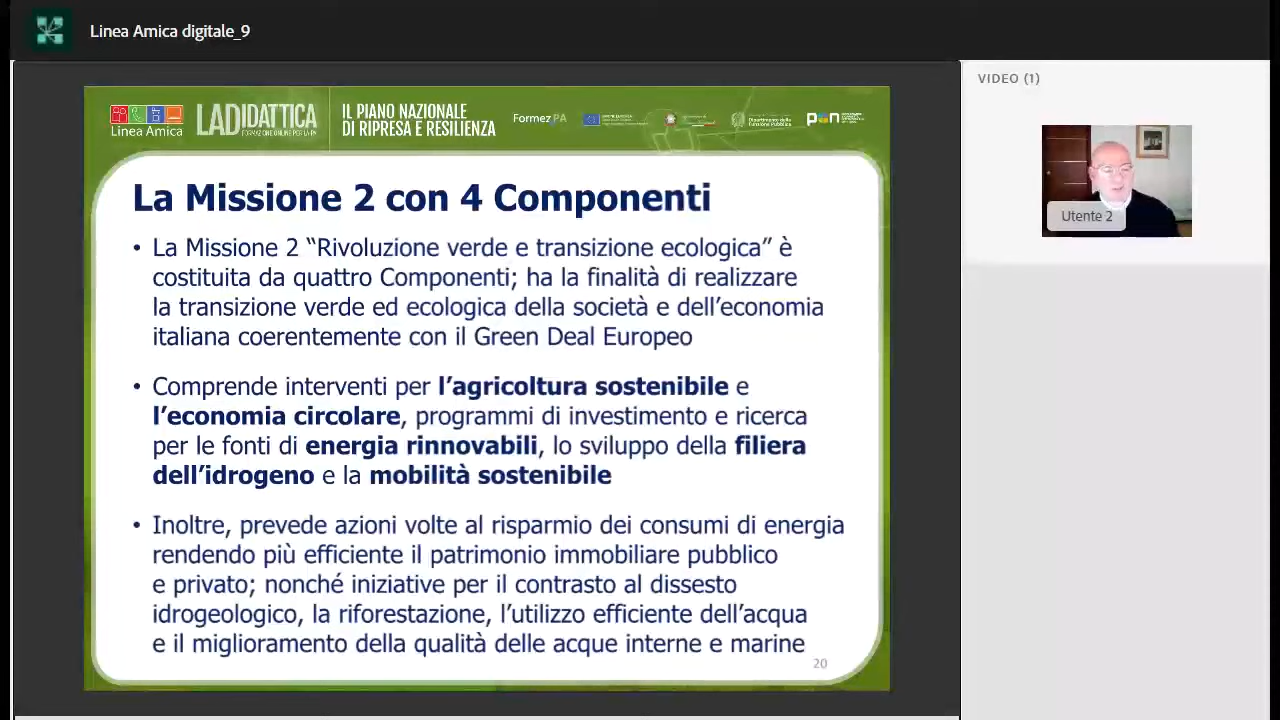 Linea Amica digitale_9
VIDEO (1)
Linea Amica
LADIDATTICA
FORMAZIONE ONLINE PER LA PA
IL PIANO NAZIONALE
DI RIPRESA E RESILIENZA
Formez PA
Dipartimento della
Funzione Pubblica
pon
Utente 2
La Missione 2 con 4 Componenti
• La Missione 2 “Rivoluzione verde e transizione ecologica” è
costituita da quattro Componenti; ha la finalità di realizzare
la transizione verde ed ecologica della società e dell’economia
italiana coerentemente con il Green Deal Europeo
• Comprende interventi per l’agricoltura sostenibile e
l’economia circolare, programmi di investimento e ricerca
per le fonti di energia rinnovabili, lo sviluppo della filiera
dell’idrogeno e la mobilità sostenibile
• Inoltre, prevede azioni volte al risparmio dei consumi di energia
rendendo più efficiente il patrimonio immobiliare pubblico
e privato; nonché iniziative per il contrasto al dissesto
idrogeologico, la riforestazione, l’utilizzo efficiente dell’acqua
e il miglioramento della qualità delle acque interne e marine
20